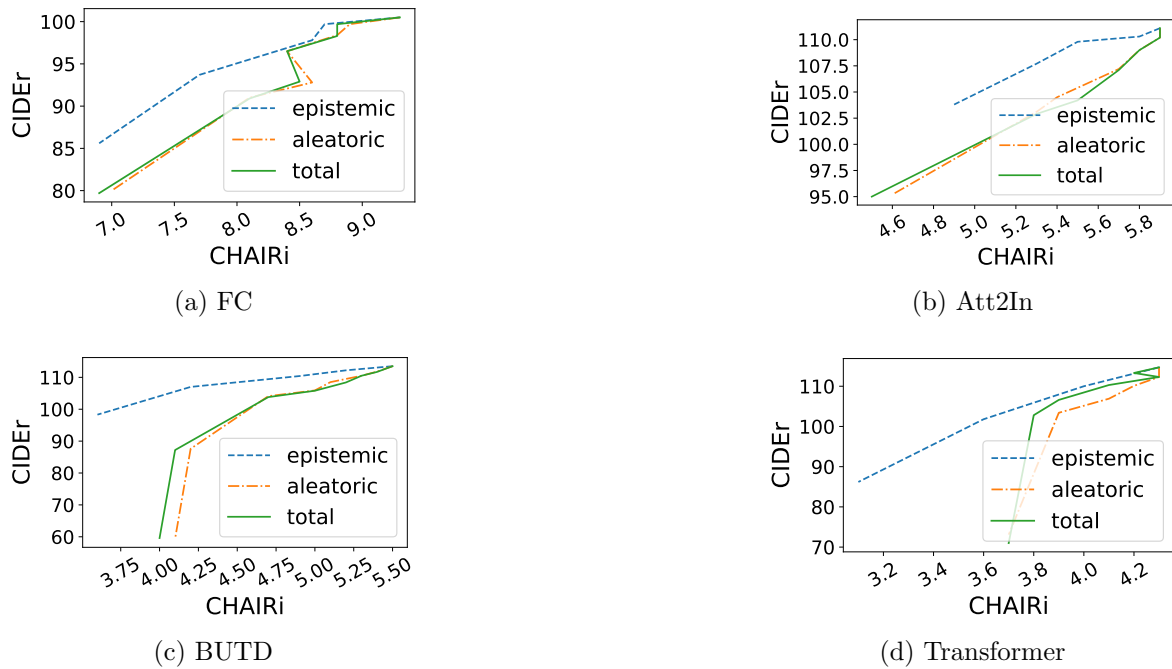 100
95
90
85
80
CIDEr
epistemic
aleatoric
total
7.0 7.5 8.0 8.5 9.0
CHAIRi
(a) FC
110.0
107.5
105.0
102.5
100.0
97.5
95.0
CIDEr
epistemic
aleatoric
total
4.6 4.8 5.0 5.2 5.4 5.6 5.8
CHAIRi
(b) Att2In
110
100
90
80
70
60
CIDEr
epistemic
aleatoric
total
3.75 4.00 4.25 4.50 4.75 5.00 5.25 5.50
CHAIRi
(c) BUTD
110
100
90
80
70
CIDEr
epistemic
aleatoric
total
3.2 3.4 3.6 3.8 4.0 4.2
CHAIRi
(d) Transformer